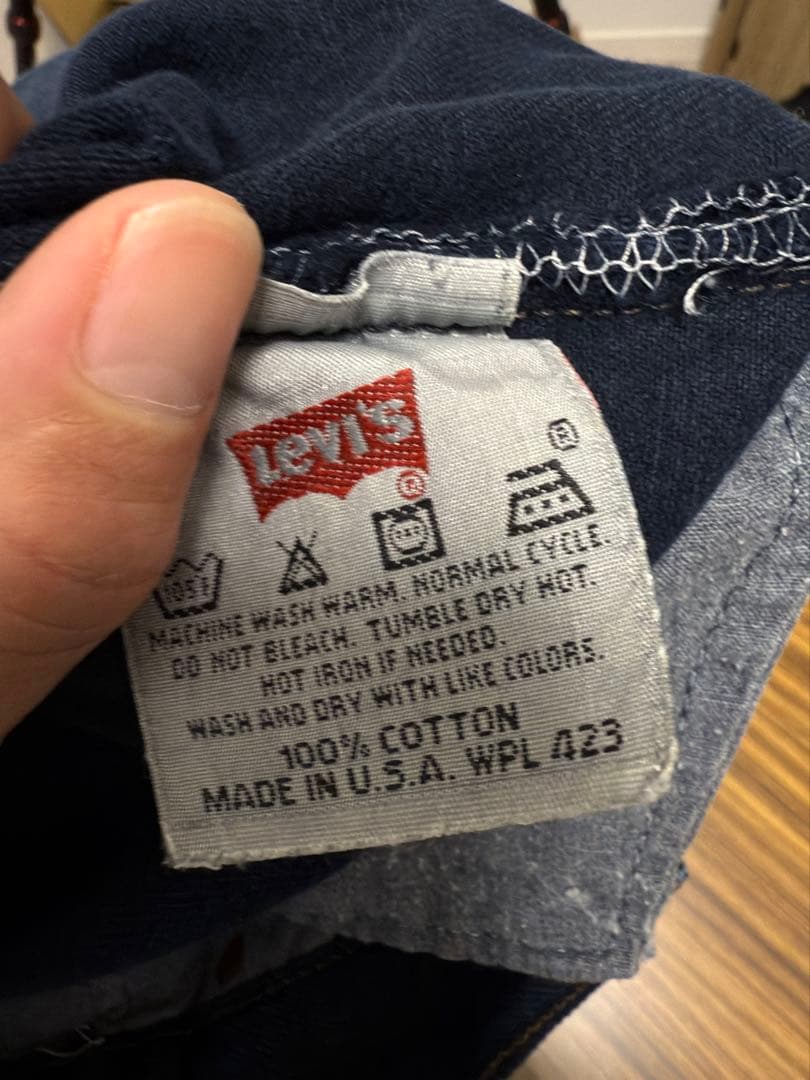 LEVI'S
®
®
105F
MACHINE WASH WARM. NORMAL CYCLE.
DO NOT BLEACH. TUMBLE DRY HOT.
HOT IRON IF NEEDED.
WASH AND DRY WITH LIKE COLORS.
100% COTTON
MADE IN U.S.A. WPL 423